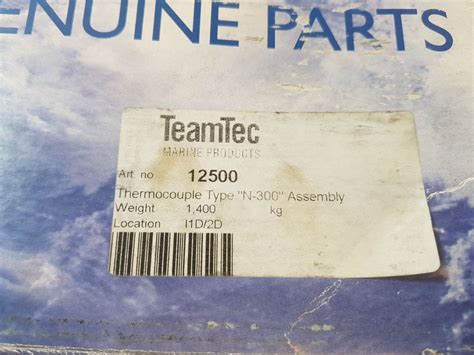 ENUINE PARTS
TeamTec
MARINE PRODUCTS
Art. no 12500
Thermocouple Type "N-300" Assembly
Weight 1,400 kg
Location I1D/2D